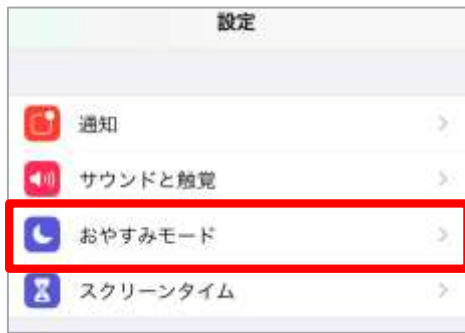 設定
通知
サウンドと触覚
おやすみモード
スクリーンタイム